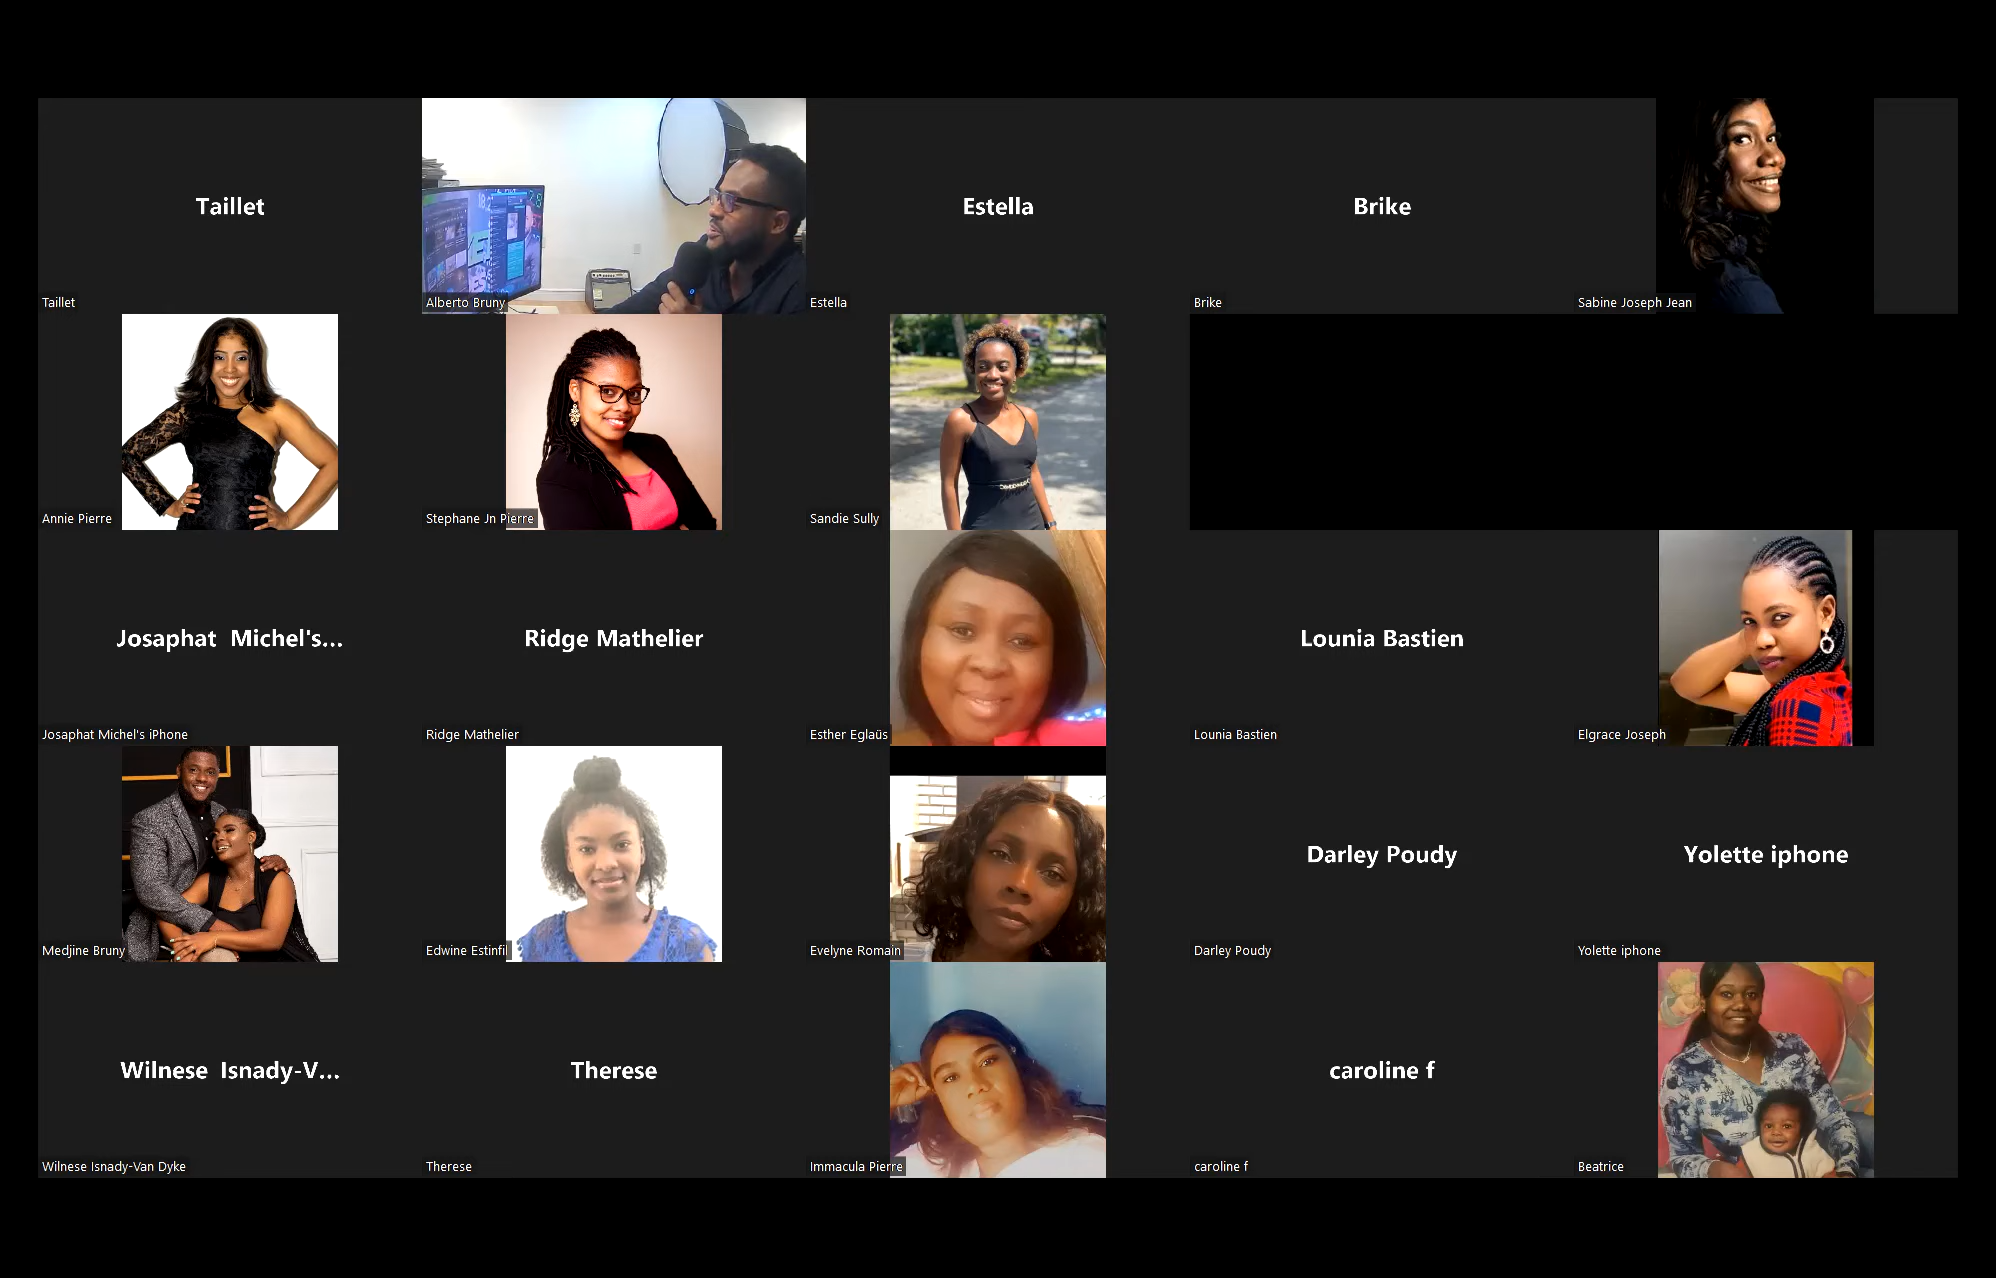 Taillet
Taillet
Alberto Bruny
Estella
Estella
Brike
Brike
Sabine Joseph Jean
Annie Pierre
Stephane Jn Pierre
Sandie Sully
Josaphat Michel's...
Josaphat Michel's iPhone
Ridge Mathelier
Ridge Mathelier
Esther Eglaüs
Lounia Bastien
Lounia Bastien
Elgrace Joseph
Medjine Bruny
Edwine Estinfil
Evelyne Romain
Darley Poudy
Darley Poudy
Yolette iphone
Yolette iphone
Wilnese Isnady-V...
Wilnese Isnady-Van Dyke
Therese
Therese
Immacula Pierre
caroline f
caroline f
Beatrice